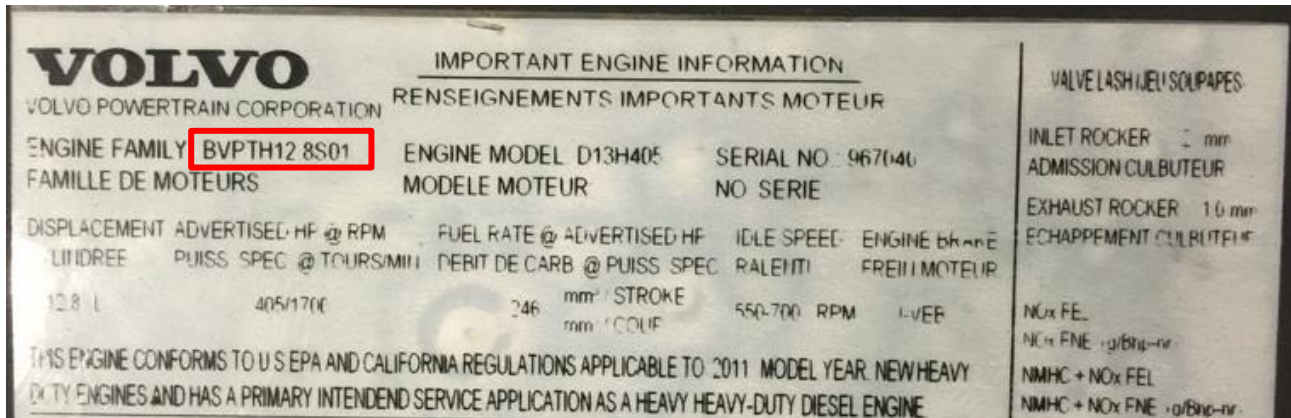 VOLVO
VOLVO POWERTRAIN CORPORATION
IMPORTANT ENGINE INFORMATION
RENSEIGNEMENTS IMPORTANTS MOTEUR
ENGINE FAMILY BVPTH12 8S01
FAMILLE DE MOTEURS
ENGINE MODEL D13H405
MODELE MOTEUR
SERIAL NO.
NO SERIE
DISPLACEMENT
ADVERTISED HP @ RPM
PUISS SPEC @ TOURS/MIN
FUEL RATE @ ADVERTISED HP
DEBIT DE CARB @ PUISS SPEC
IDLE SPEED
RALENTI
ENGINE BRAKE
FREIN MOTEUR
12.8 L
405/1700
246 mm³ / STROKE
mm³ / COUP
550-700 RPM
THIS ENGINE CONFORMS TO U S EPA AND CALIFORNIA REGULATIONS APPLICABLE TO 2011 MODEL YEAR NEW HEAVY
DUTY ENGINES AND HAS A PRIMARY INTENDEND SERVICE APPLICATION AS A HEAVY HEAVY-DUTY DIESEL ENGINE
VALVE LASH / JEU SOUPAPES
INLET ROCKER mm
ADMISSION CULBUTEUR
EXHAUST ROCKER mm
ECHAPPEMENT CULBUTEUR
NOx FEL
NOx FNE g/Bhp-hr
NMHC + NOx FEL
NMHC + NOx FNE g/Bhp-hr